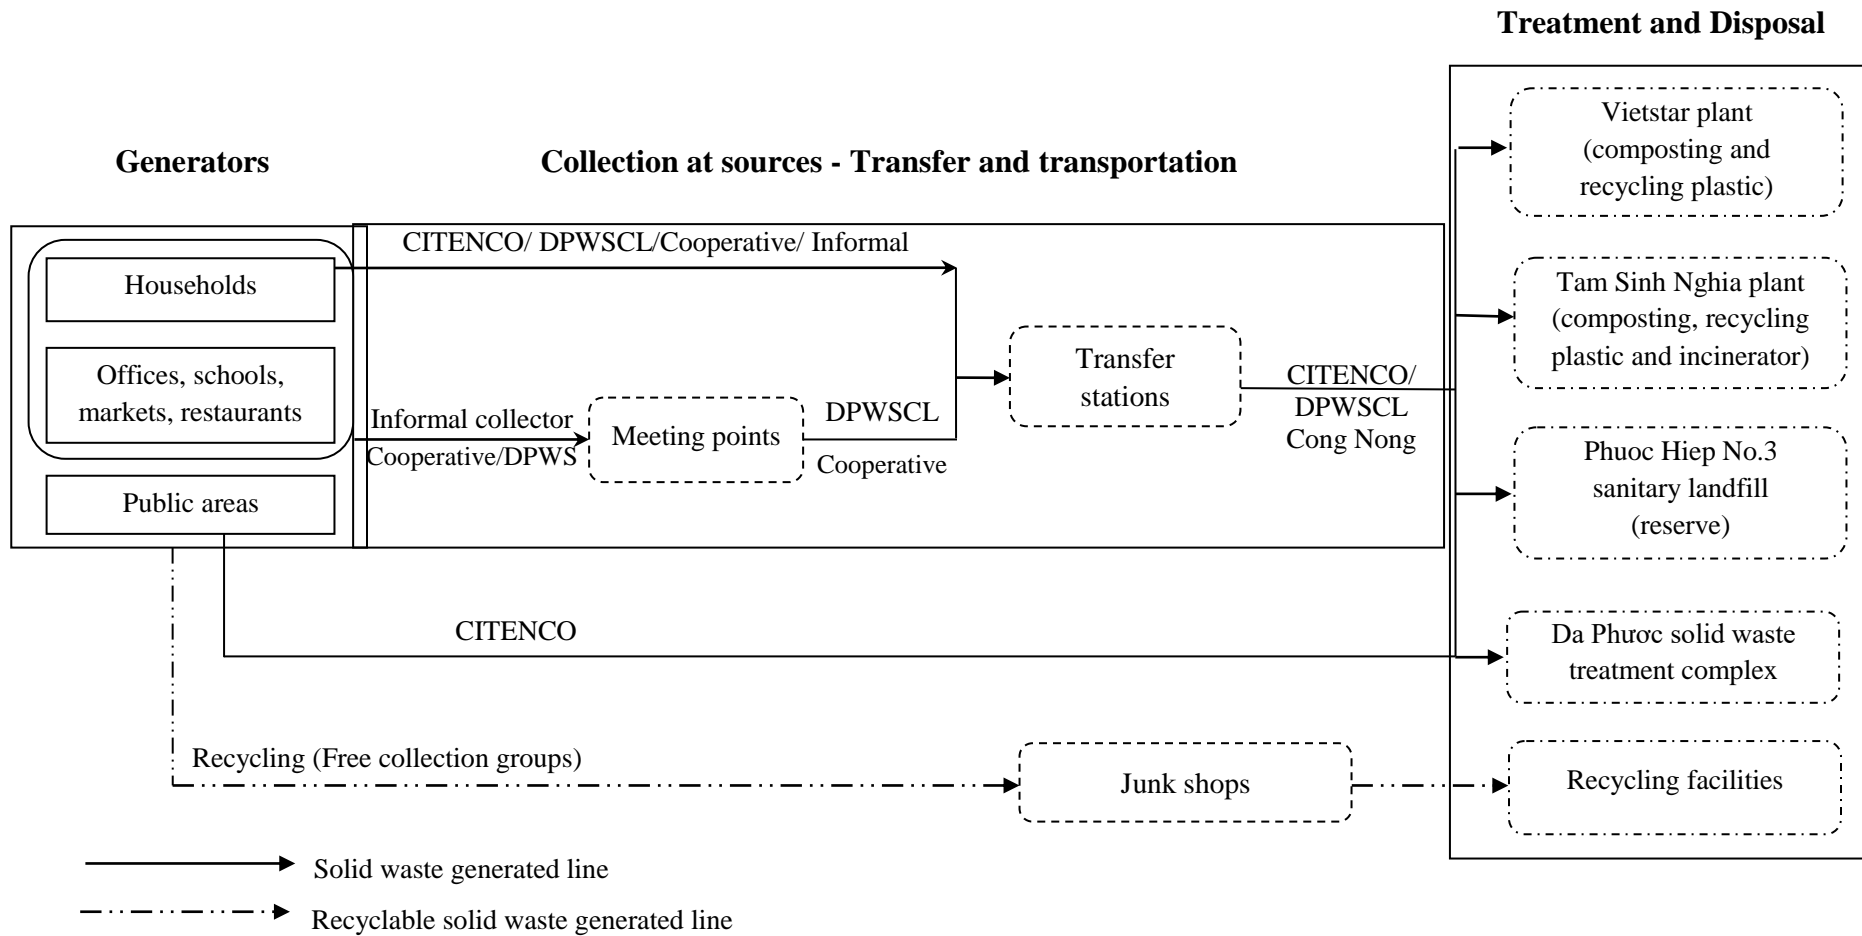 Treatment and Disposal
Generators
Collection at sources - Transfer and transportation
CITENCO/ DPWSCL/Cooperative/ Informal
Households
Offices, schools,
markets, restaurants
Public areas
Informal collector
Cooperative/DPWS
Meeting points
DPWSCL
Cooperative
Transfer
stations
CITENCO/
DPWSCL
Cong Nong
Vietstar plant
(composting and
recycling plastic)
Tam Sinh Nghia plant
(composting, recycling
plastic and incinerator)
Phuoc Hiep No.3
sanitary landfill
(reserve)
CITENCO
Da Phươc solid waste
treatment complex
Recycling (Free collection groups)
Junk shops
Recycling facilities
Solid waste generated line
Recyclable solid waste generated line